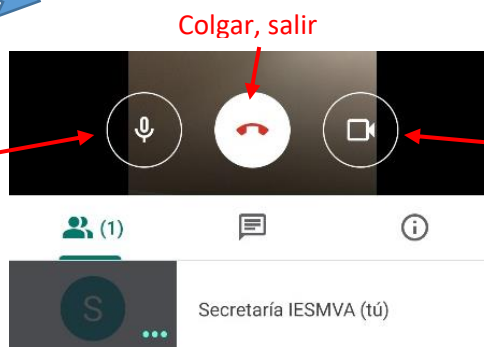 Colgar, salir
(1)
S
Secretaría IESMVA (tú)